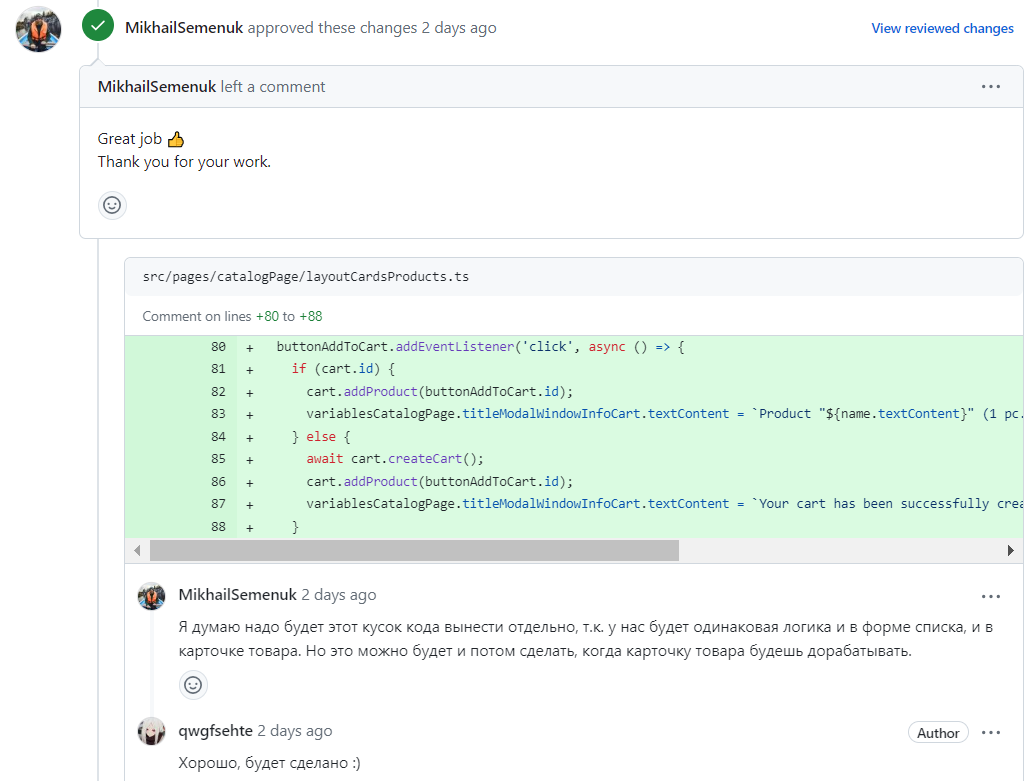 MikhailSemenuk approved these changes 2 days ago
View reviewed changes
MikhailSemenuk left a comment
Great job 👍
Thank you for your work.
src/pages/catalogPage/layoutCardsProducts.ts
Comment on lines +80 to +88
80 + buttonAddToCart.addEventListener('click', async () => {
81 + if (cart.id) {
82 + cart.addProduct(buttonAddToCart.id);
83 + variablesCatalogPage.titleModalWindowInfoCart.textContent = `Product "${name.textContent}" (1 pc.
84 + } else {
85 + await cart.createCart();
86 + cart.addProduct(buttonAddToCart.id);
87 + variablesCatalogPage.titleModalWindowInfoCart.textContent = `Your cart has been successfully crea
88 + }
MikhailSemenuk 2 days ago
Я думаю надо будет этот кусок кода вынести отдельно, т.к. у нас будет одинаковая логика и в форме списка, и в
карточке товара. Но это можно будет и потом сделать, когда карточку товара будешь дорабатывать.
qwgfsehte 2 days ago
Author
Хорошо, будет сделано :)